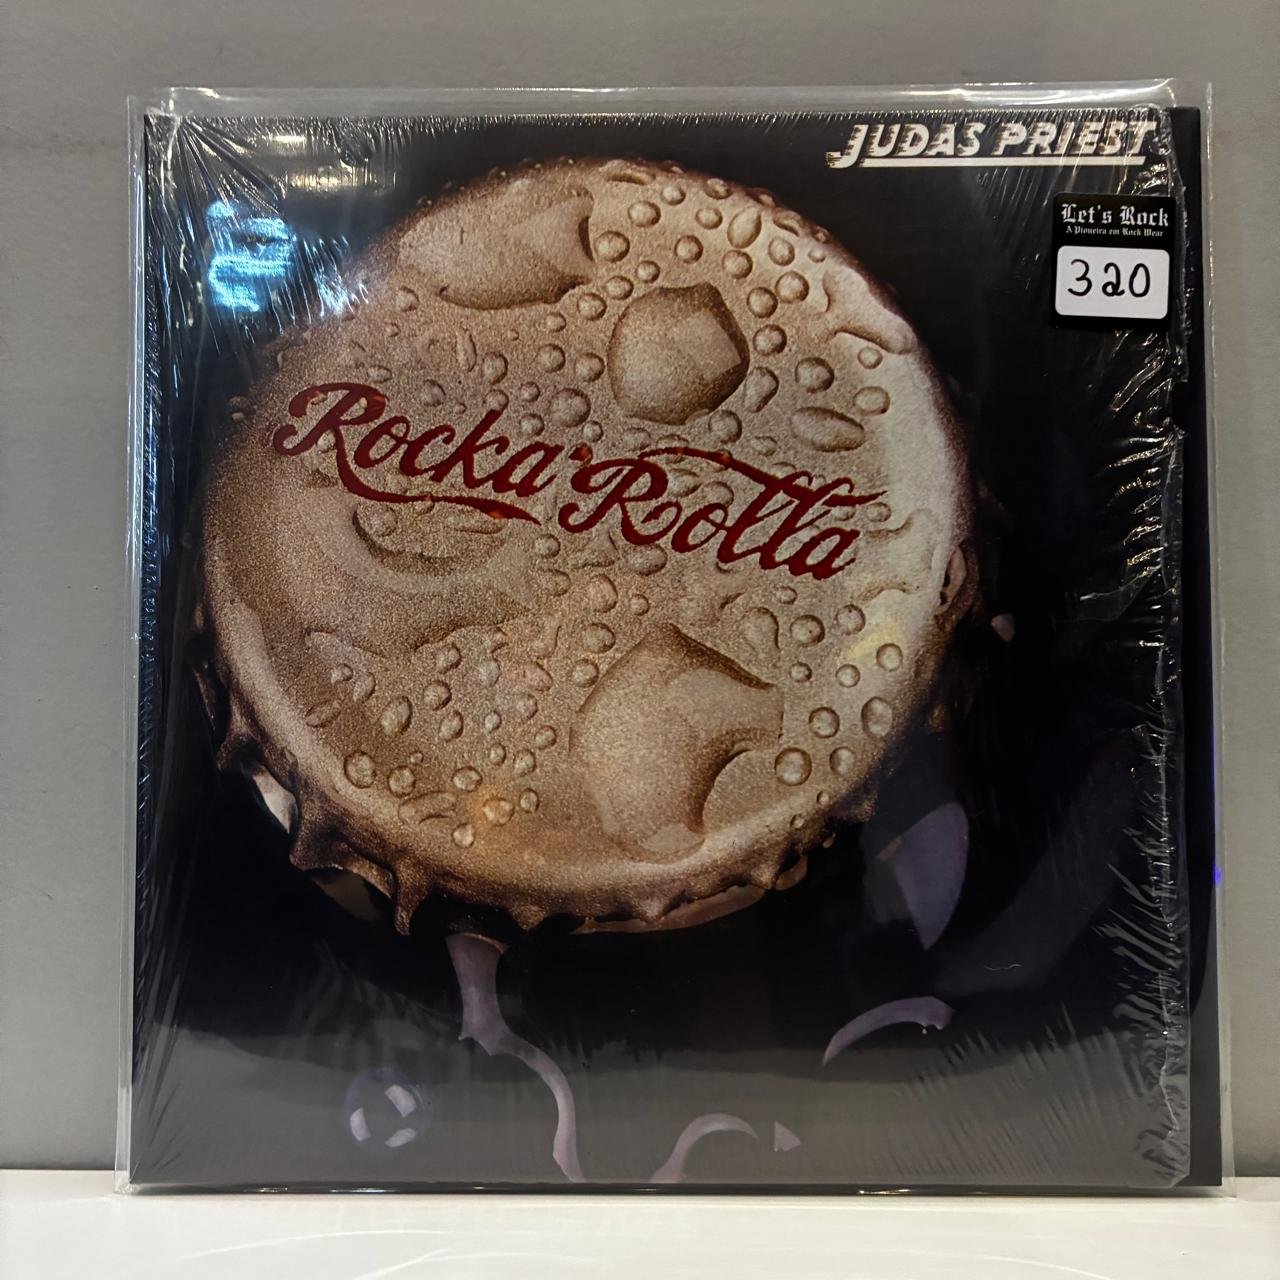 JUDAS PRIEST
Let's Rock
A Pioneira em Rock Wear
320
Rocka Rolla